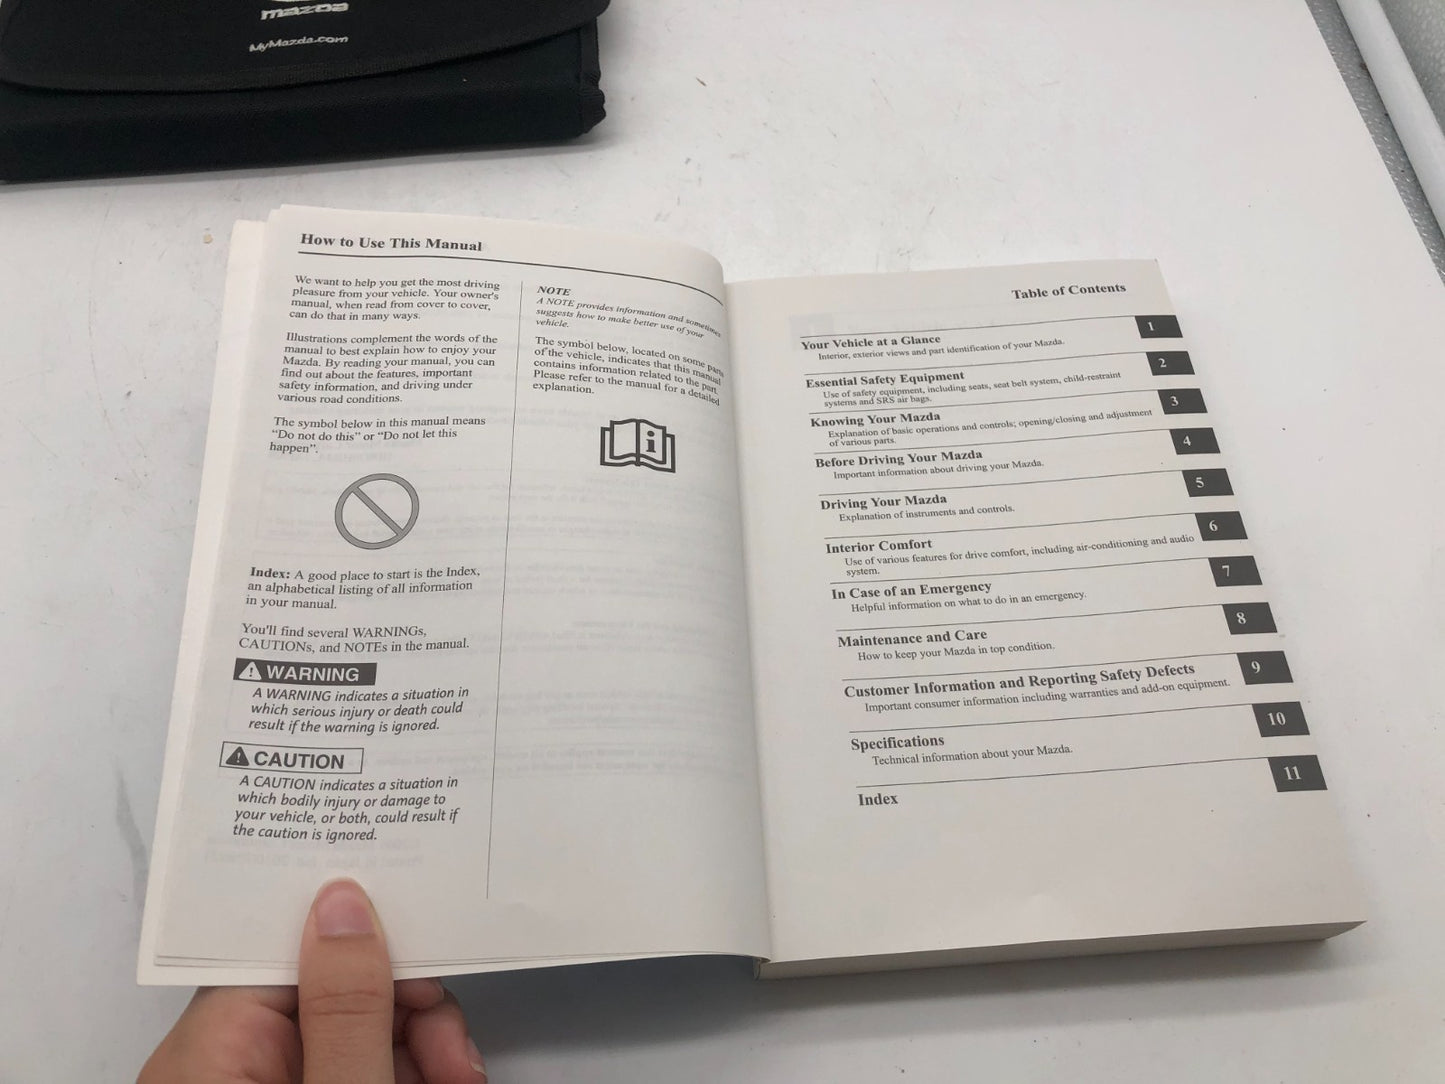 mazda
MyMazda.com
How to Use This Manual
We want to help you get the most driving
pleasure from your vehicle. Your owner's
manual, when read from cover to cover,
can do that in many ways.
Illustrations complement the words of the
manual to best explain how to enjoy your
Mazda. By reading your manual, you can
find out about the features, important
safety information, and driving under
various road conditions.
The symbol below in this manual means
“Do not do this” or “Do not let this
happen”.
Index: A good place to start is the Index,
an alphabetical listing of all information
in your manual.
You'll find several WARNINGs,
CAUTIONs, and NOTEs in the manual.
WARNING
A WARNING indicates a situation in
which serious injury or death could
result if the warning is ignored.
CAUTION
A CAUTION indicates a situation in
which bodily injury or damage to
your vehicle, or both, could result if
the caution is ignored.
NOTE
A NOTE provides information and sometimes
suggests how to make better use of your
vehicle.
The symbol below, located on some parts
of the vehicle, indicates that this manual
contains information related to the part.
Please refer to the manual for a detailed
explanation.
Table of Contents
Your Vehicle at a Glance 1
Interior, exterior views and part identification of your Mazda.
Essential Safety Equipment 2
Use of safety equipment, including seats, seat belt system, child-restraint
systems and SRS air bags.
Knowing Your Mazda 3
Explanation of basic operations and controls; opening/closing and adjustment
of various parts.
Before Driving Your Mazda 4
Important information about driving your Mazda.
Driving Your Mazda 5
Explanation of instruments and controls.
Interior Comfort 6
Use of various features for drive comfort, including air-conditioning and audio
system.
In Case of an Emergency 7
Helpful information on what to do in an emergency.
Maintenance and Care 8
How to keep your Mazda in top condition.
Customer Information and Reporting Safety Defects 9
Important consumer information including warranties and add-on equipment.
Specifications 10
Technical information about your Mazda.
Index 11